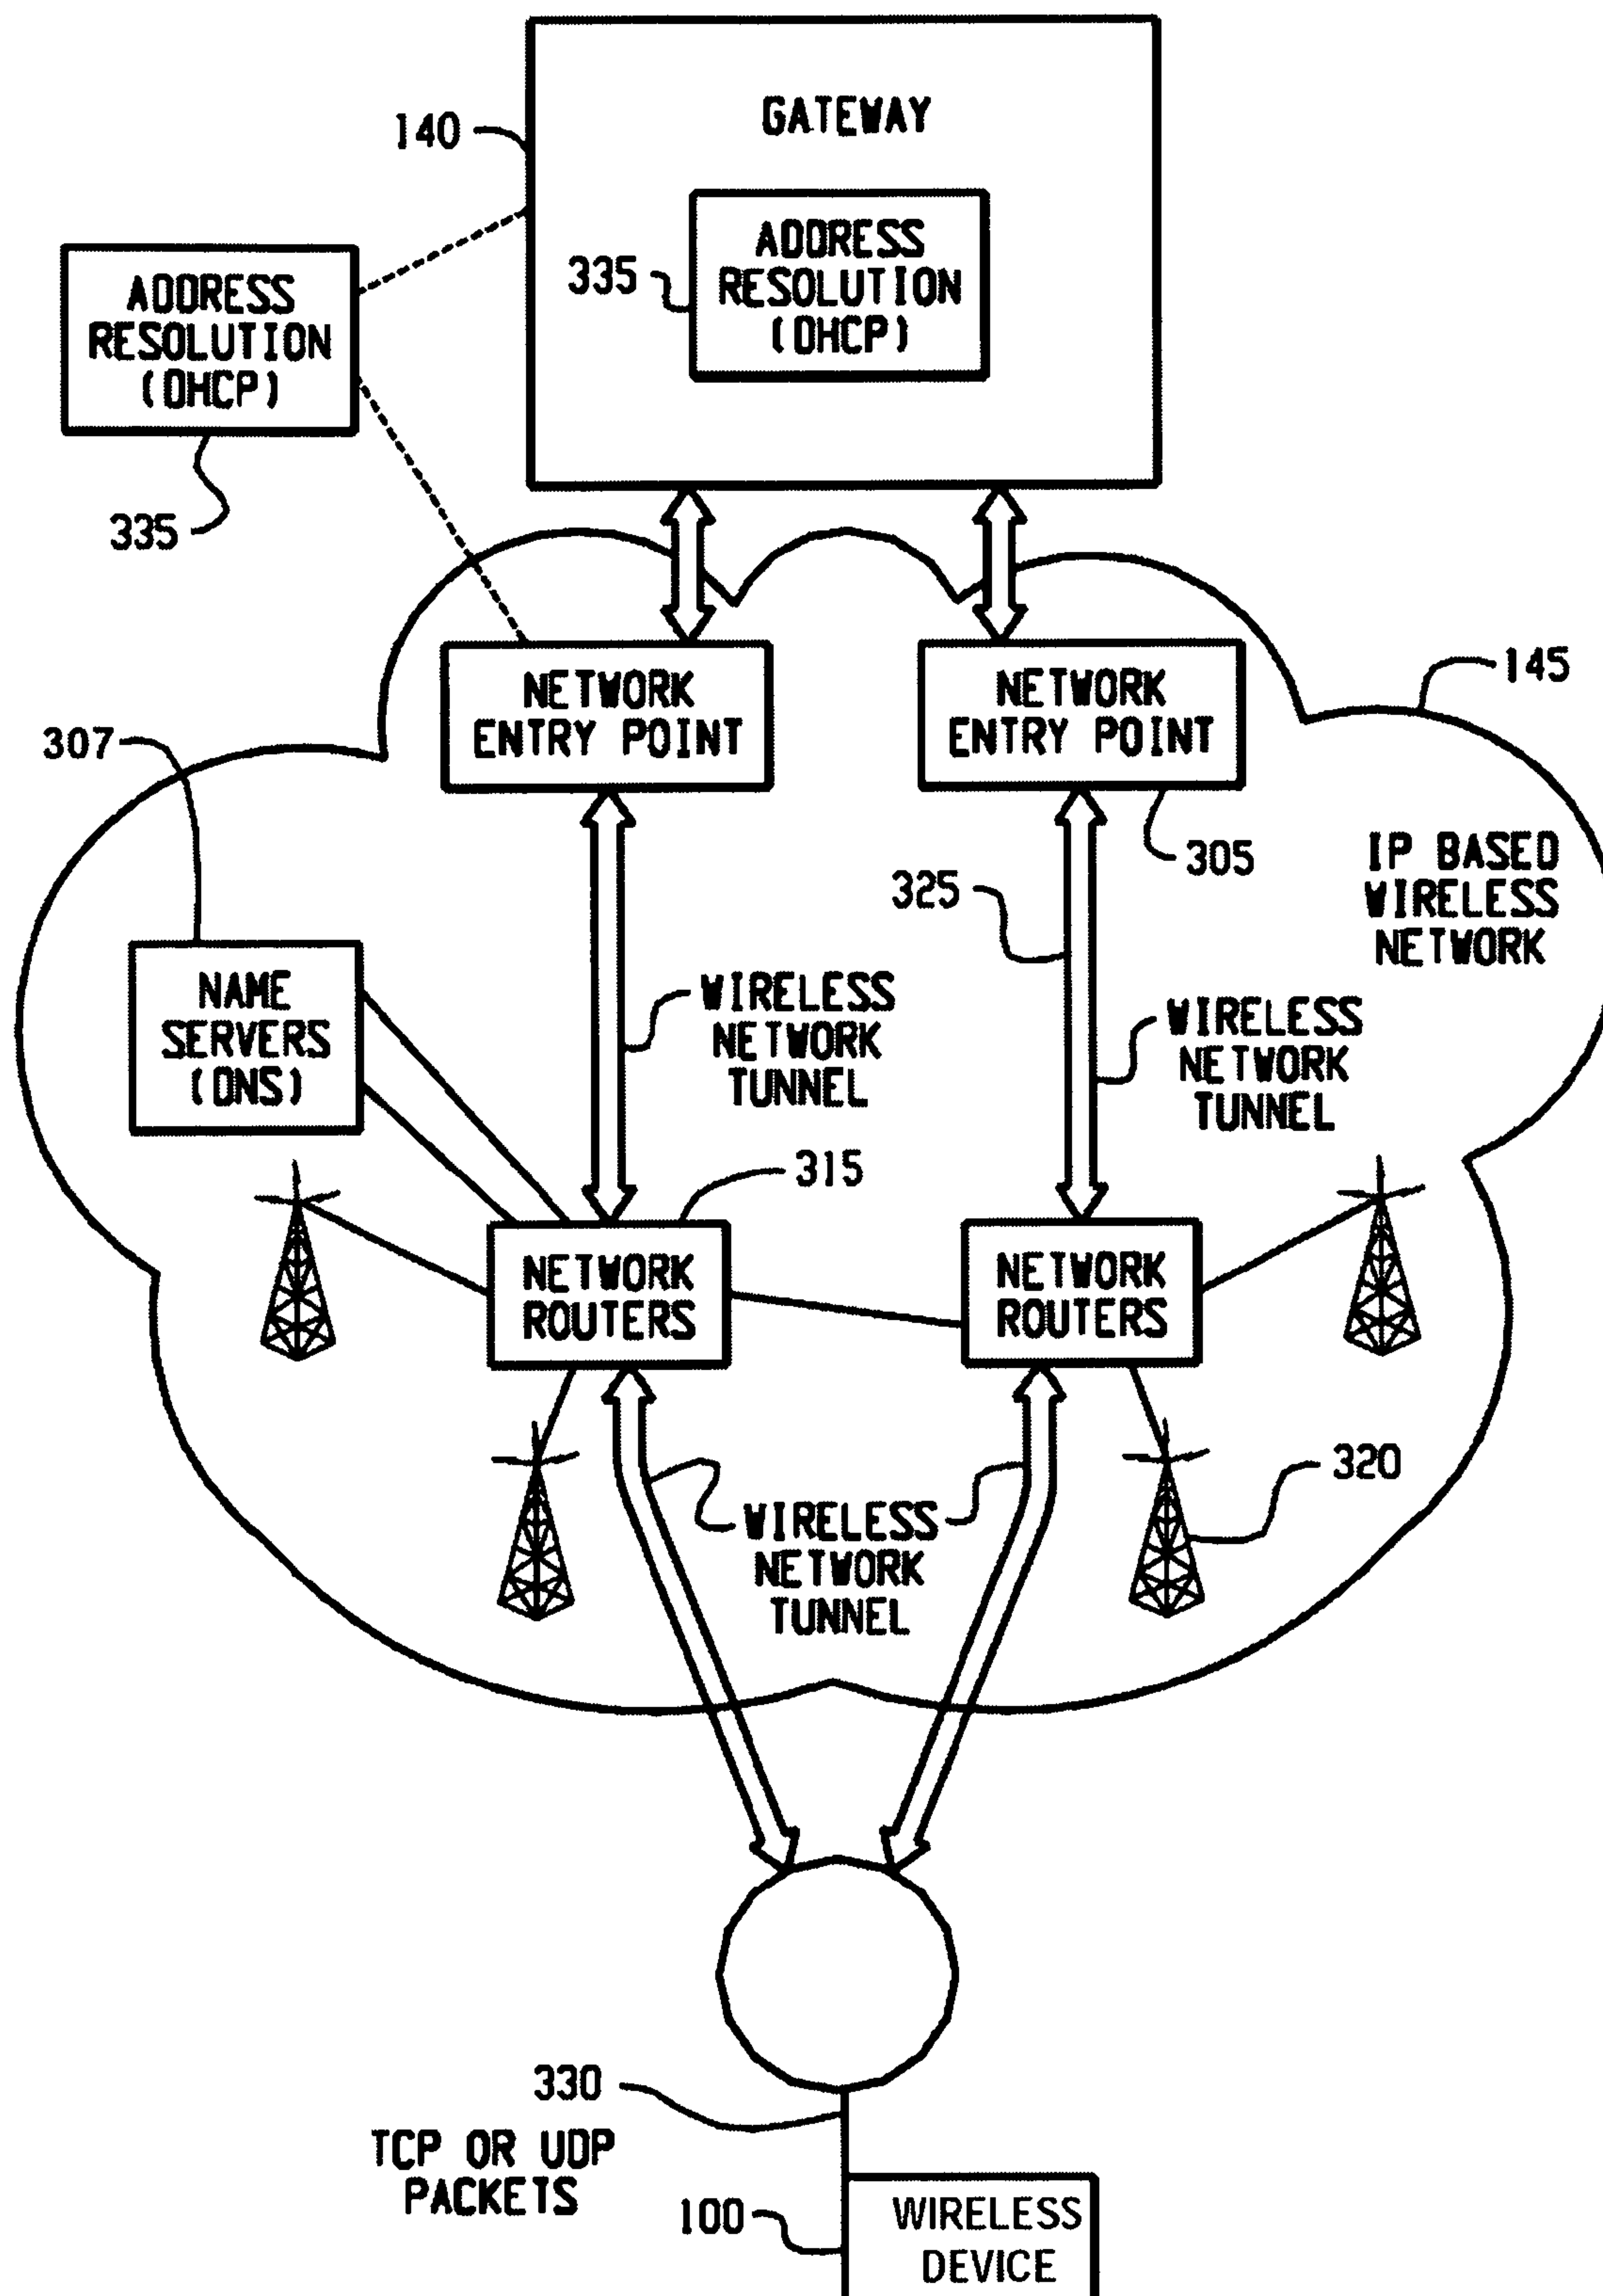 GATEWAY
140
ADDRESS
RESOLUTION
(DHCP)
335
ADDRESS
RESOLUTION
(DHCP)
335
NETWORK
ENTRY POINT
NETWORK
ENTRY POINT
145
307
305
325
IP BASED
WIRELESS
NETWORK
NAME
SERVERS
(DNS)
WIRELESS
NETWORK
TUNNEL
WIRELESS
NETWORK
TUNNEL
315
NETWORK
ROUTERS
NETWORK
ROUTERS
320
WIRELESS
NETWORK
TUNNEL
330
TCP OR UDP
PACKETS
100
WIRELESS
DEVICE